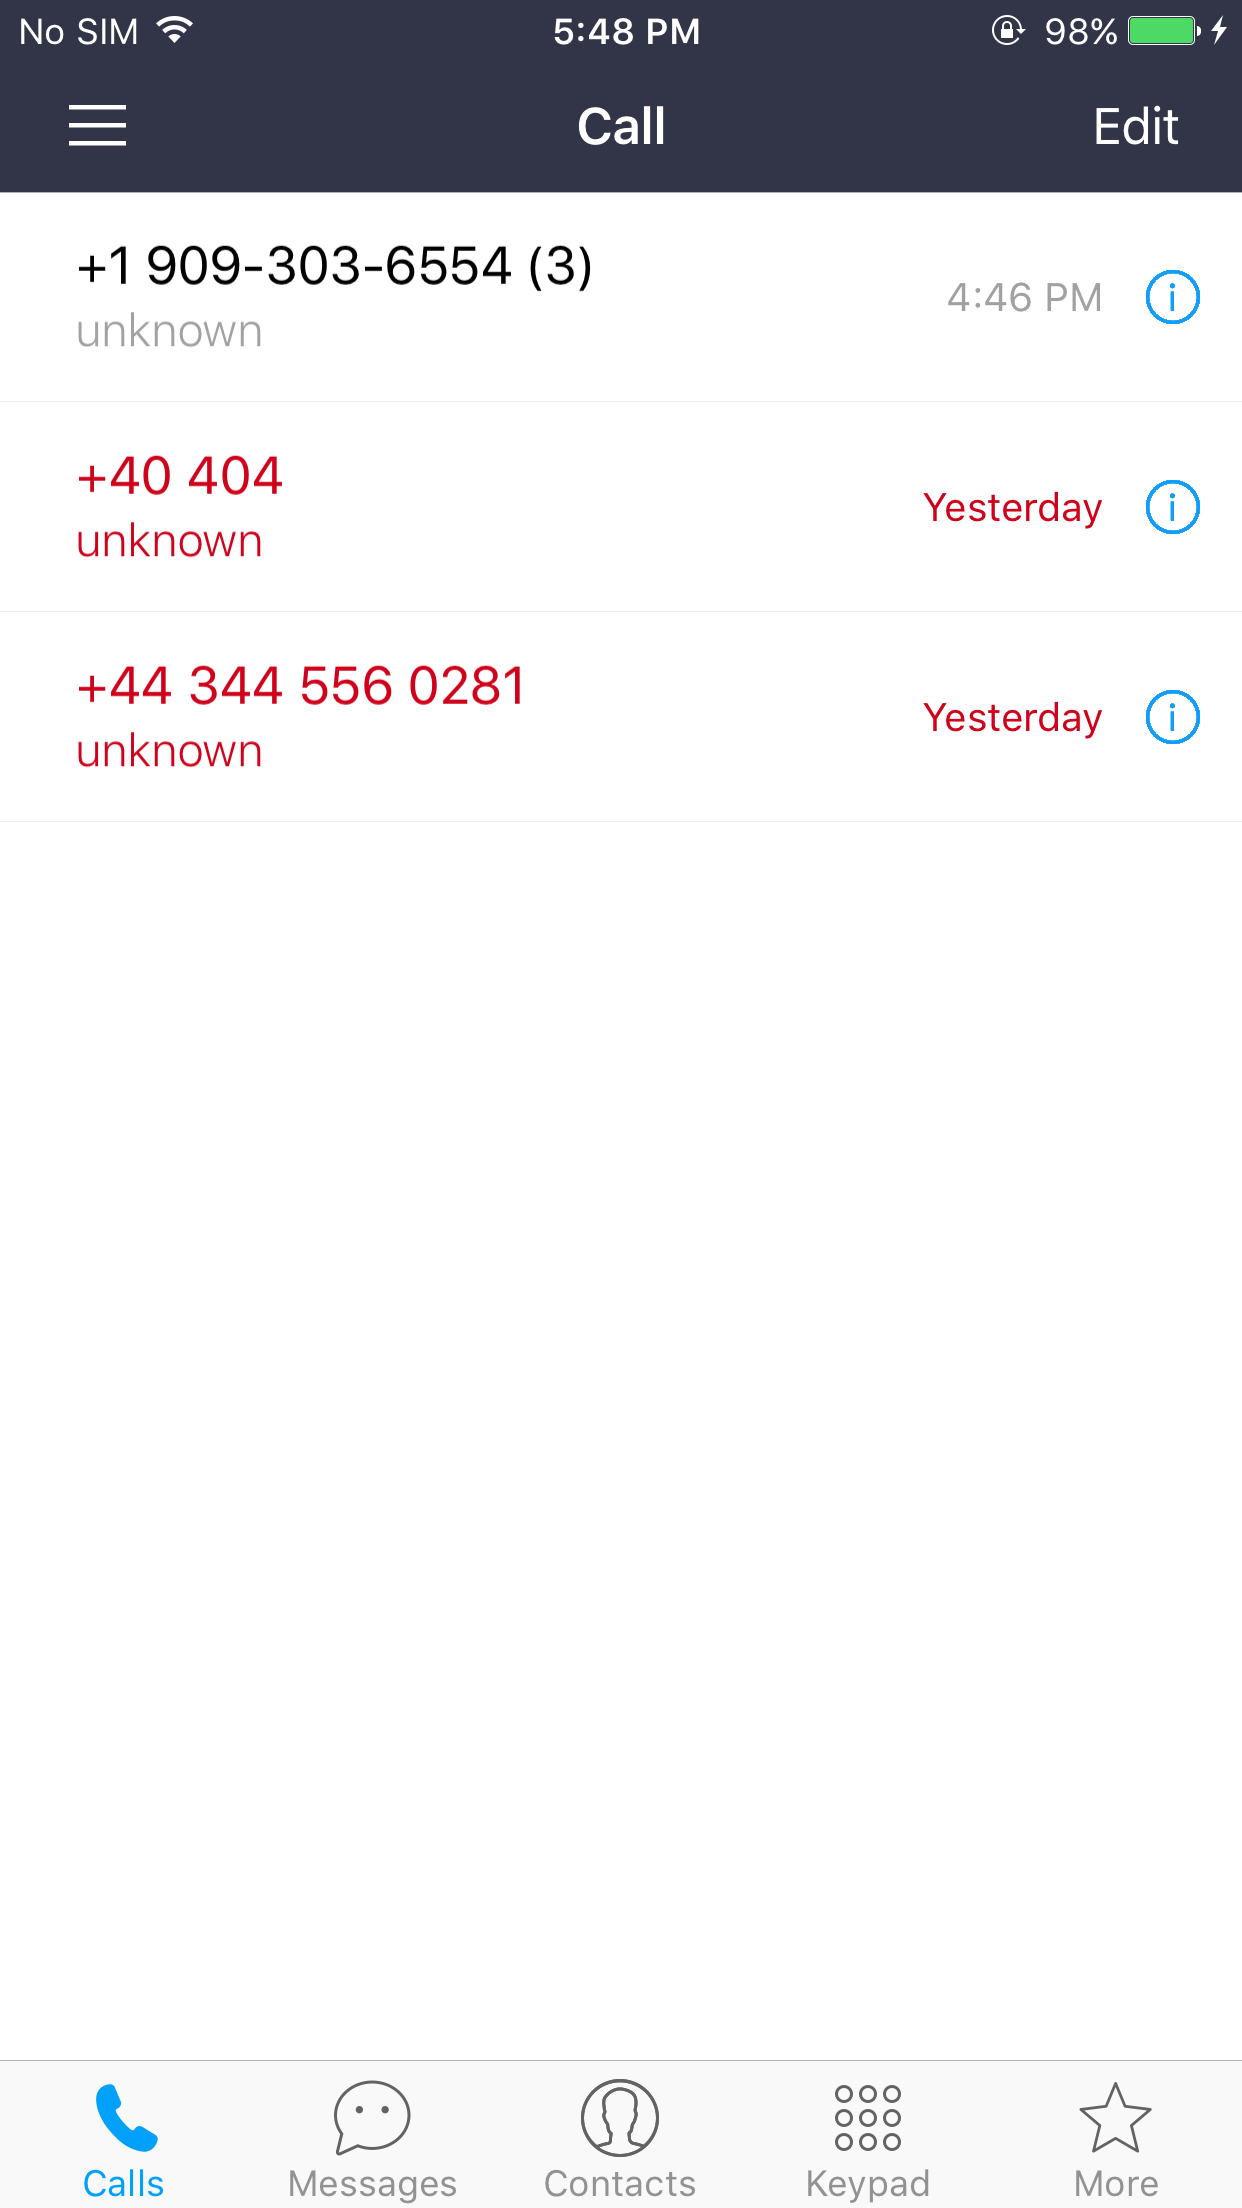 No SIM 5:48 PM 98%
Call Edit
+1 909-303-6554 (3)
unknown
4:46 PM
+40 404
unknown
Yesterday
+44 344 556 0281
unknown
Yesterday
Calls Messages Contacts Keypad More